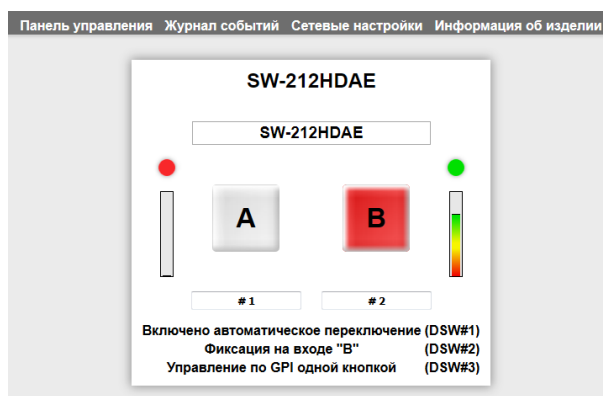 Панель управления Журнал событий Сетевые настройки Информация об изделии
SW-212HDAE
SW-212HDAE
A B
#1 #2
Включено автоматическое переключение (DSW#1)
Фиксация на входе "B" (DSW#2)
Управление по GPI одной кнопкой (DSW#3)